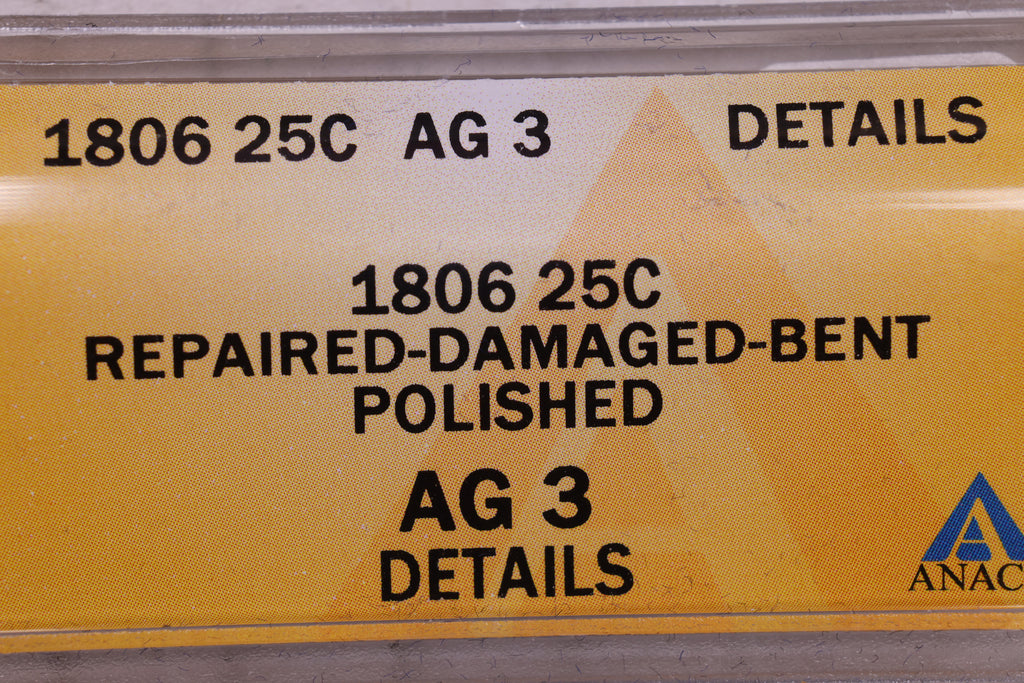 1806 25C AG 3 DETAILS
1806 25C
REPAIRED-DAMAGED-BENT
POLISHED
AG 3
DETAILS
ANAC